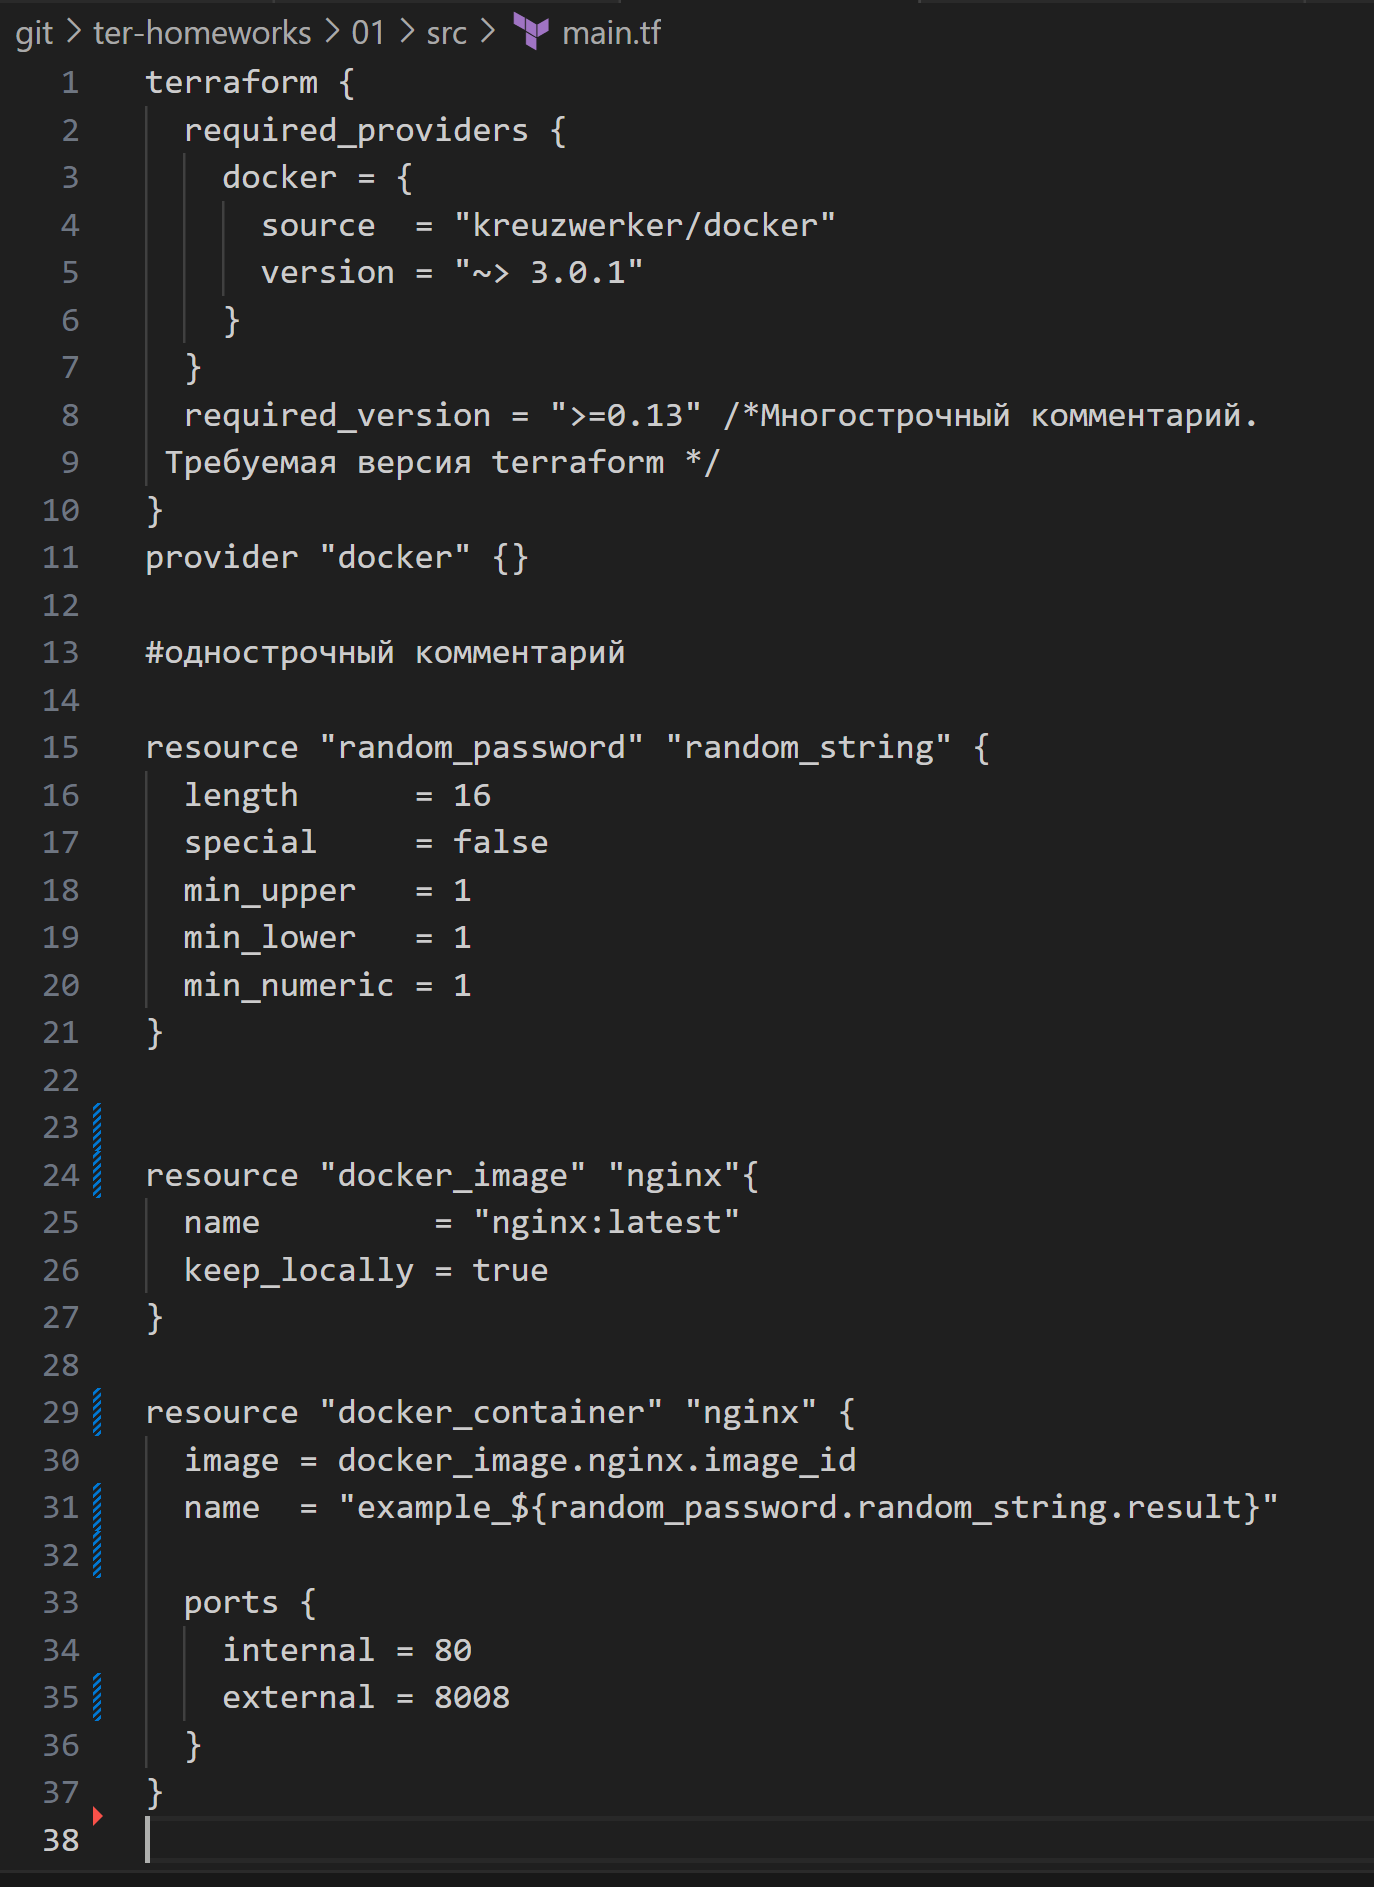 git > ter-homeworks > 01 > src > main.tf
1 terraform {
2   required_providers {
3     docker = {
4       source  = "kreuzwerker/docker"
5       version = "~> 3.0.1"
6     }
7   }
8   required_version = ">=0.13" /*Многострочный комментарий.
9  Требуемая версия terraform */
10 }
11 provider "docker" {}
12
13 #однострочный комментарий
14
15 resource "random_password" "random_string" {
16   length      = 16
17   special     = false
18   min_upper   = 1
19   min_lower   = 1
20   min_numeric = 1
21 }
22
23
24 resource "docker_image" "nginx"{
25   name         = "nginx:latest"
26   keep_locally = true
27 }
28
29 resource "docker_container" "nginx" {
30   image = docker_image.nginx.image_id
31   name  = "example_${random_password.random_string.result}"
32
33   ports {
34     internal = 80
35     external = 8008
36   }
37 }
38